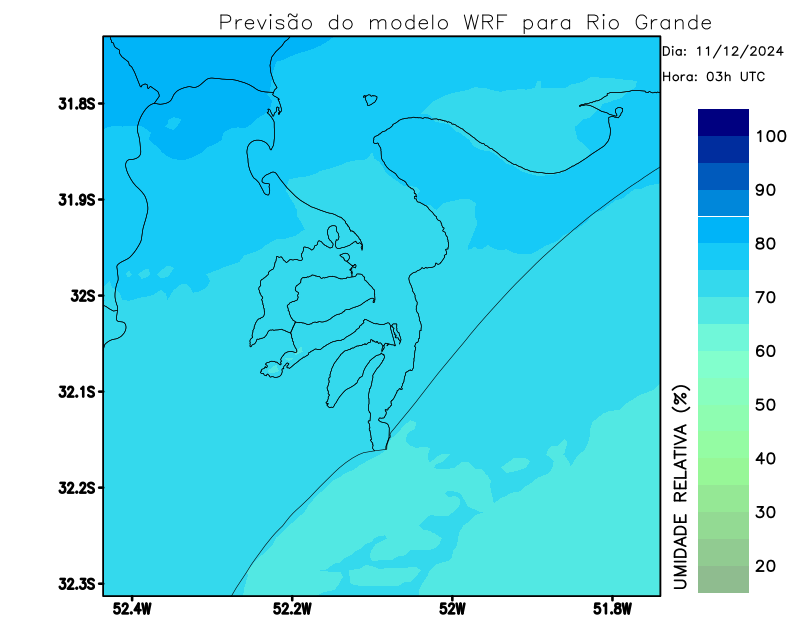 Previsão do modelo WRF para Rio Grande
Dia: 11/12/2024
Hora: 03h UTC
31.8S
31.9S
32S
32.1S
32.2S
32.3S
52.4W
52.2W
52W
51.8W
100
90
80
70
60
50
40
30
20
UMIDADE RELATIVA (%)